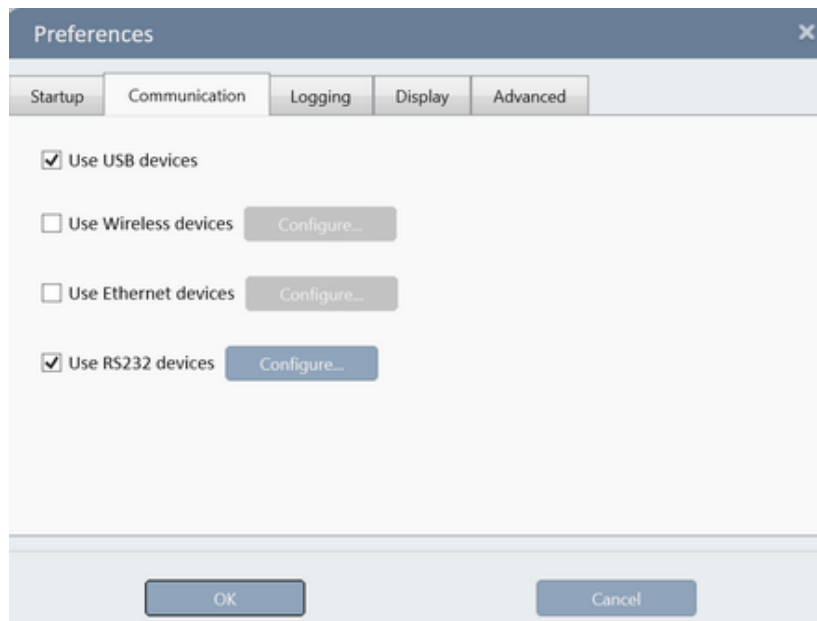 Preferences
Startup Communication Logging Display Advanced
Use USB devices
Use Wireless devices Configure...
Use Ethernet devices Configure...
Use RS232 devices Configure...
OK Cancel